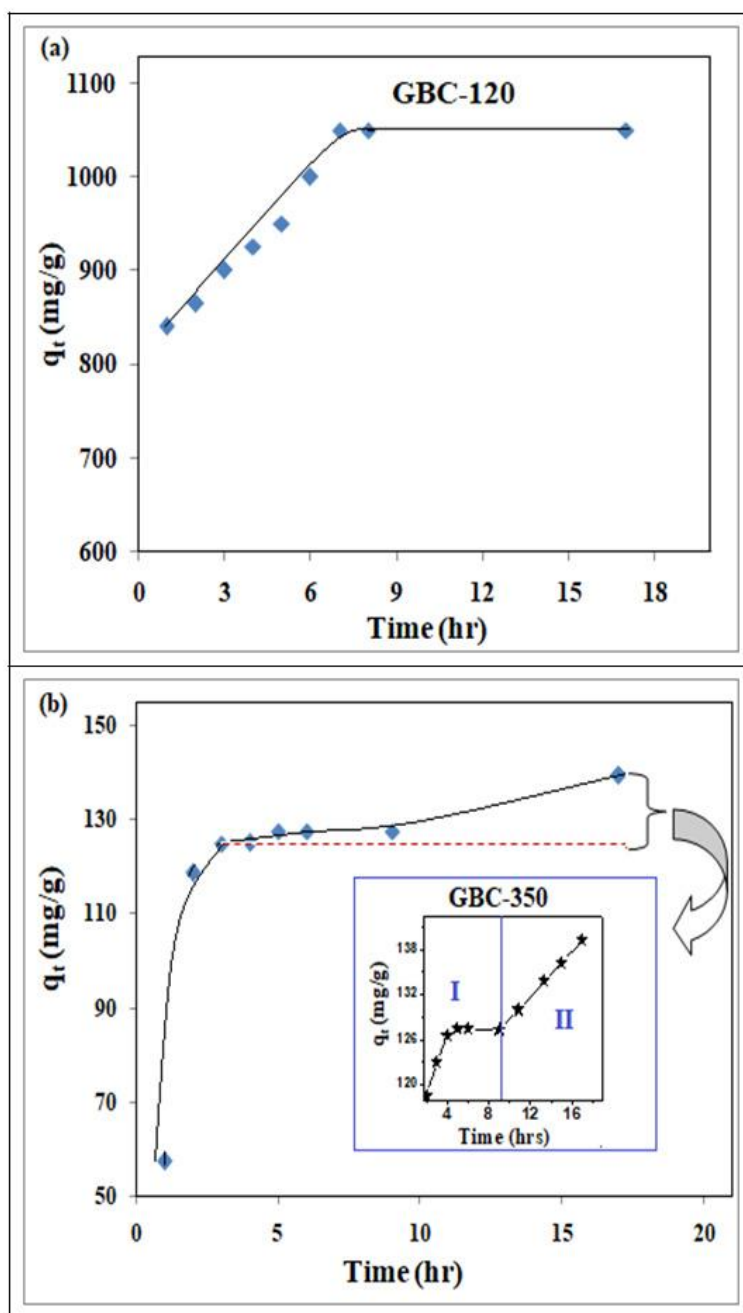 (a)
GBC-120
1100
1000
900
800
700
600
qt (mg/g)
0 3 6 9 12 15 18
Time (hr)
(b)
150
130
110
90
70
50
qt (mg/g)
GBC-350
138
132
126
120
qt (mg/g)
I
II
4 8 12 16
Time (hrs)
0 5 10 15 20
Time (hr)